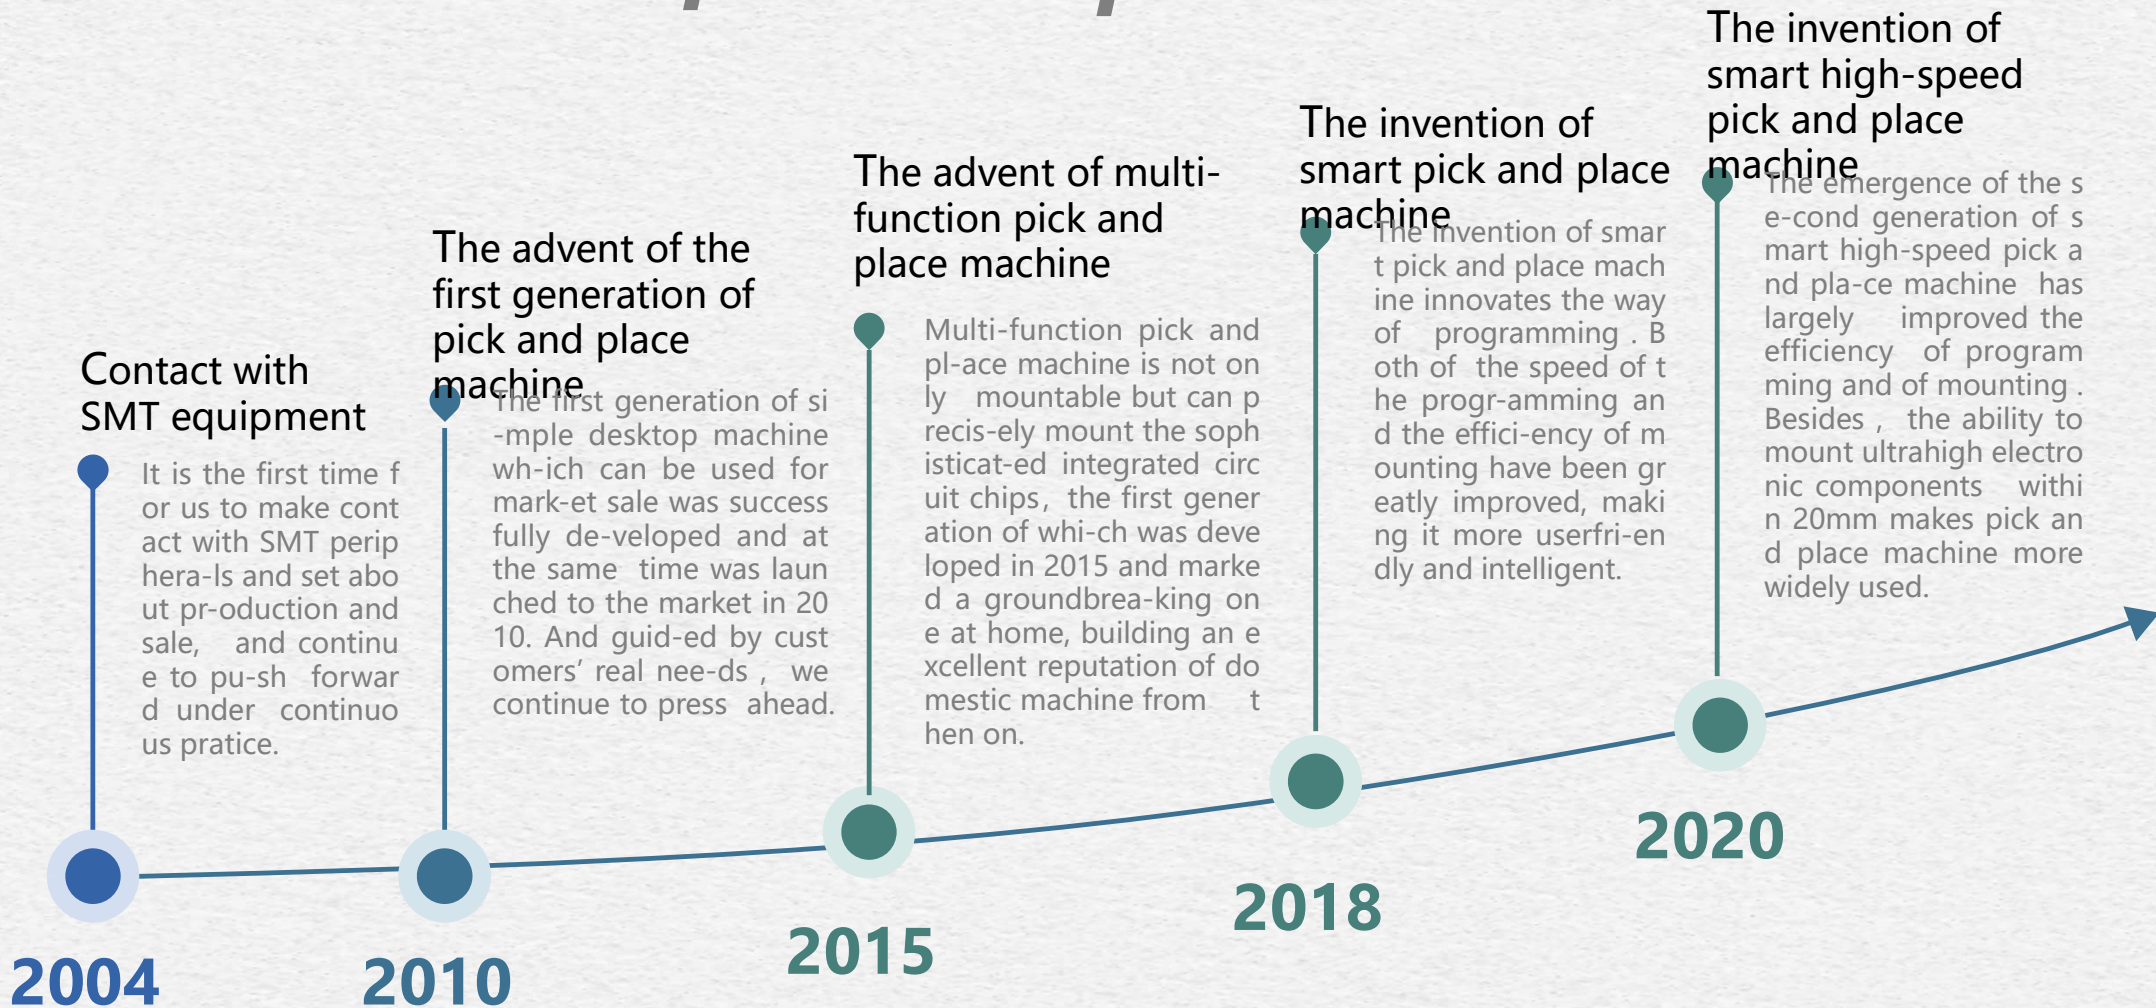 Contact with
SMT equipment
It is the first time f
or us to make cont
act with SMT perip
hera-ls and set abo
ut pr-oduction and
sale, and continu
e to pu-sh forwar
d under continuo
us pratice.
2004
The advent of the
first generation of
pick and place
machine
The first generation of si
-mple desktop machine
wh-ich can be used for
mark-et sale was success
fully de-veloped and at
the same time was laun
ched to the market in 20
10. And guid-ed by cust
omers’ real nee-ds , we
continue to press ahead.
2010
The advent of multi-
function pick and
place machine
Multi-function pick and
pl-ace machine is not on
ly mountable but can p
recis-ely mount the soph
isticat-ed integrated circ
uit chips, the first gener
ation of whi-ch was deve
loped in 2015 and marke
d a groundbrea-king on
e at home, building an e
xcellent reputation of do
mestic machine from t
hen on.
2015
The invention of
smart pick and place
machine
The invention of smar
t pick and place mach
ine innovates the way
of programming . B
oth of the speed of t
he progr-amming an
d the effici-ency of m
ounting have been gr
eatly improved, maki
ng it more userfri-en
dly and intelligent.
2018
The invention of
smart high-speed
pick and place
machine
The emergence of the s
e-cond generation of s
mart high-speed pick a
nd pla-ce machine has
largely improved the
efficiency of program
ming and of mounting .
Besides , the ability to
mount ultrahigh electro
nic components withi
n 20mm makes pick an
d place machine more
widely used.
2020